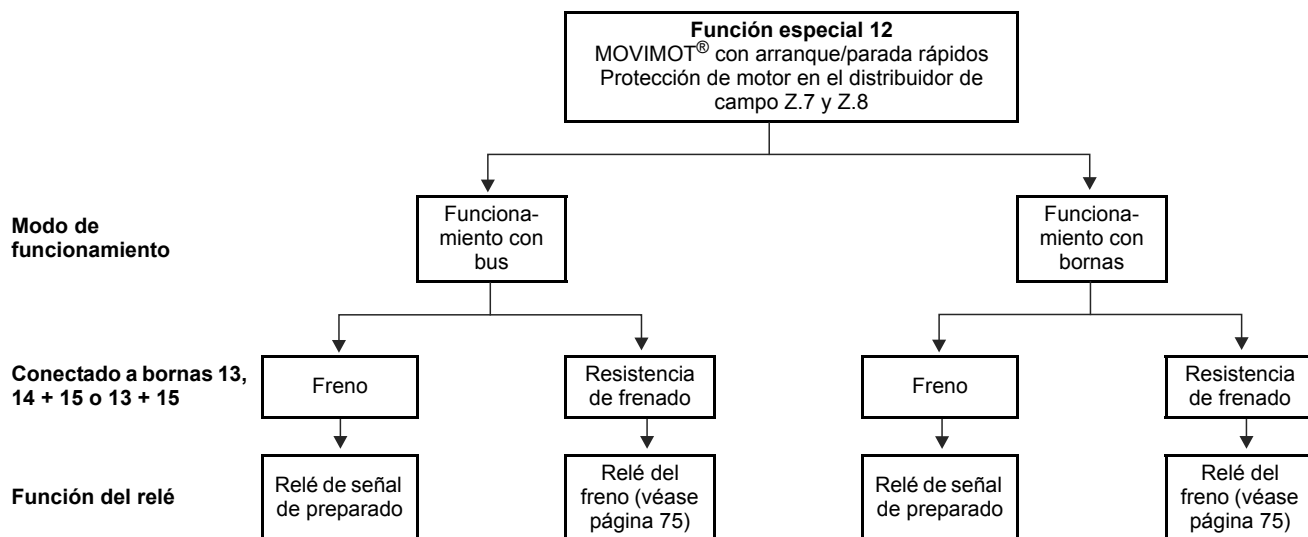 Función especial 12
MOVIMOT® con arranque/parada rápidos
Protección de motor en el distribuidor de
campo Z.7 y Z.8
Modo de
funcionamiento
Funciona-
miento con
bus
Funciona-
miento con
bornas
Conectado a bornas 13,
14 + 15 o 13 + 15
Freno
Resistencia
de frenado
Freno
Resistencia
de frenado
Función del relé
Relé de señal
de preparado
Relé del
freno (véase
página 75)
Relé de señal
de preparado
Relé del
freno (véase
página 75)